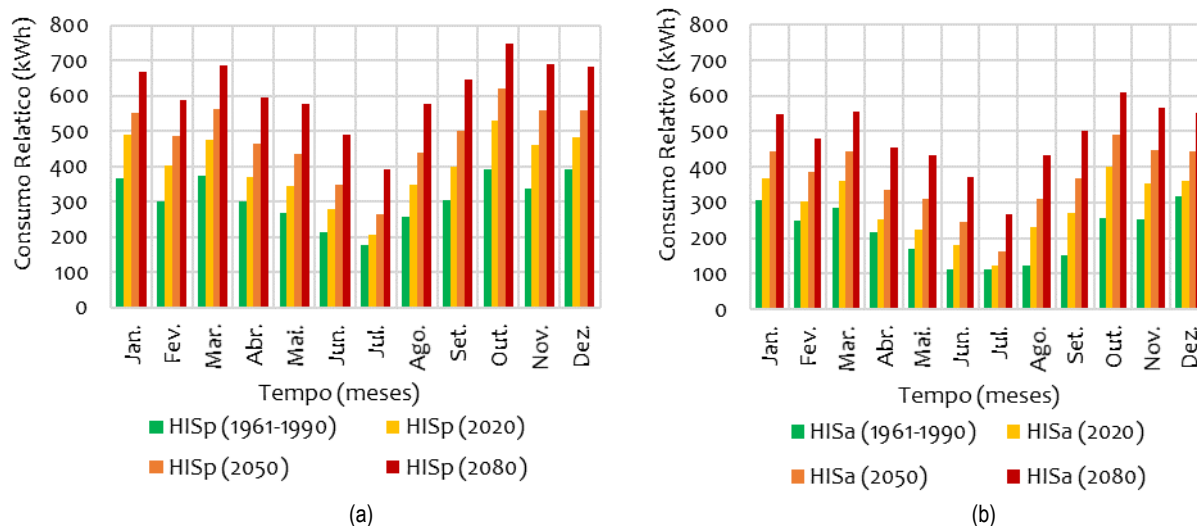 Consumo Relatico (kWh)
800
700
600
500
400
300
200
100
0
Jan.
Fev.
Mar.
Abr.
Mai.
Jun.
Jul.
Ago.
Set.
Out.
Nov.
Dez.
Tempo (meses)
HISp (1961-1990)
HISp (2020)
HISp (2050)
HISp (2080)
(a)
Consumo Relativo (kWh)
800
700
600
500
400
300
200
100
0
Jan.
Fev.
Mar.
Abr.
Mai.
Jun.
Jul.
Ago.
Set.
Out.
Nov.
Dez.
Tempo (meses)
HISa (1961-1990)
HISa (2020)
HISa (2050)
HISa (2080)
(b)